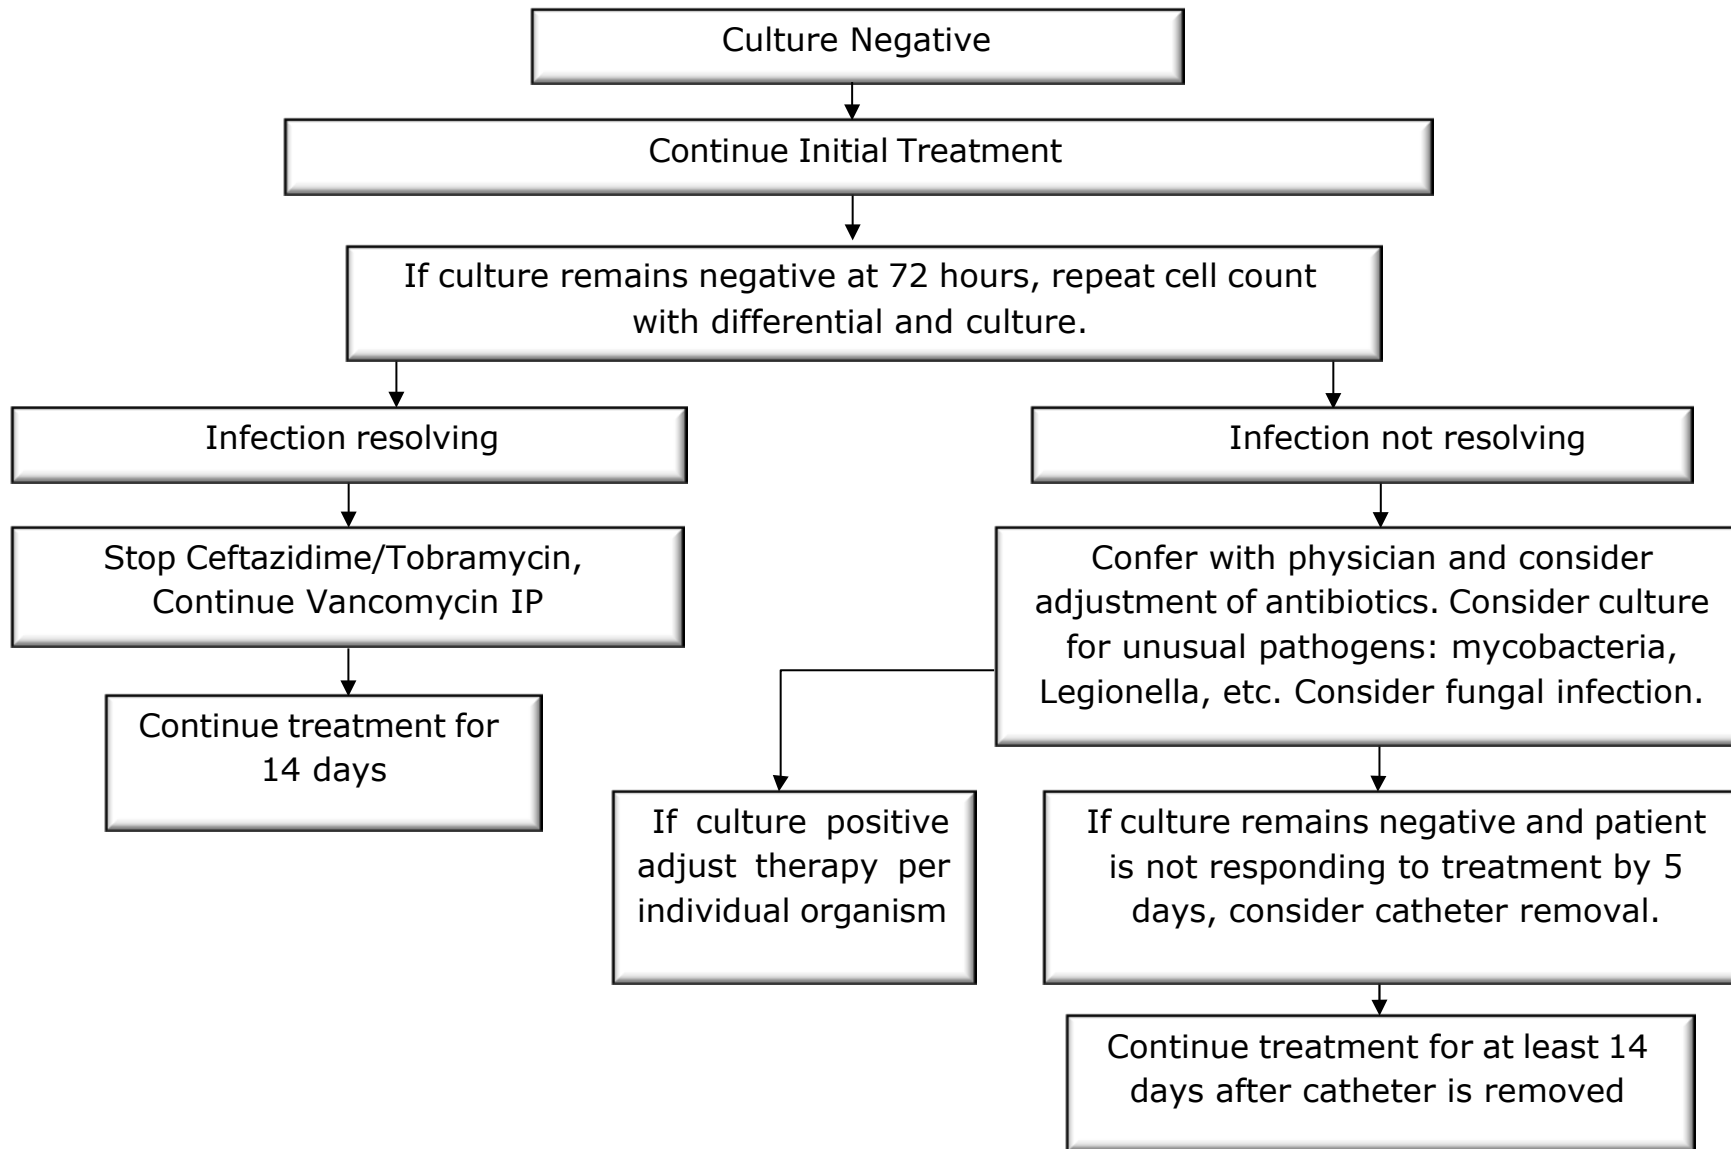 Culture Negative
Continue Initial Treatment
If culture remains negative at 72 hours, repeat cell count
with differential and culture.
Infection resolving
Stop Ceftazidime/Tobramycin,
Continue Vancomycin IP
Continue treatment for
14 days
Infection not resolving
Confer with physician and consider
adjustment of antibiotics. Consider culture
for unusual pathogens: mycobacteria,
Legionella, etc. Consider fungal infection.
If culture positive
adjust therapy per
individual organism
If culture remains negative and patient
is not responding to treatment by 5
days, consider catheter removal.
Continue treatment for at least 14
days after catheter is removed